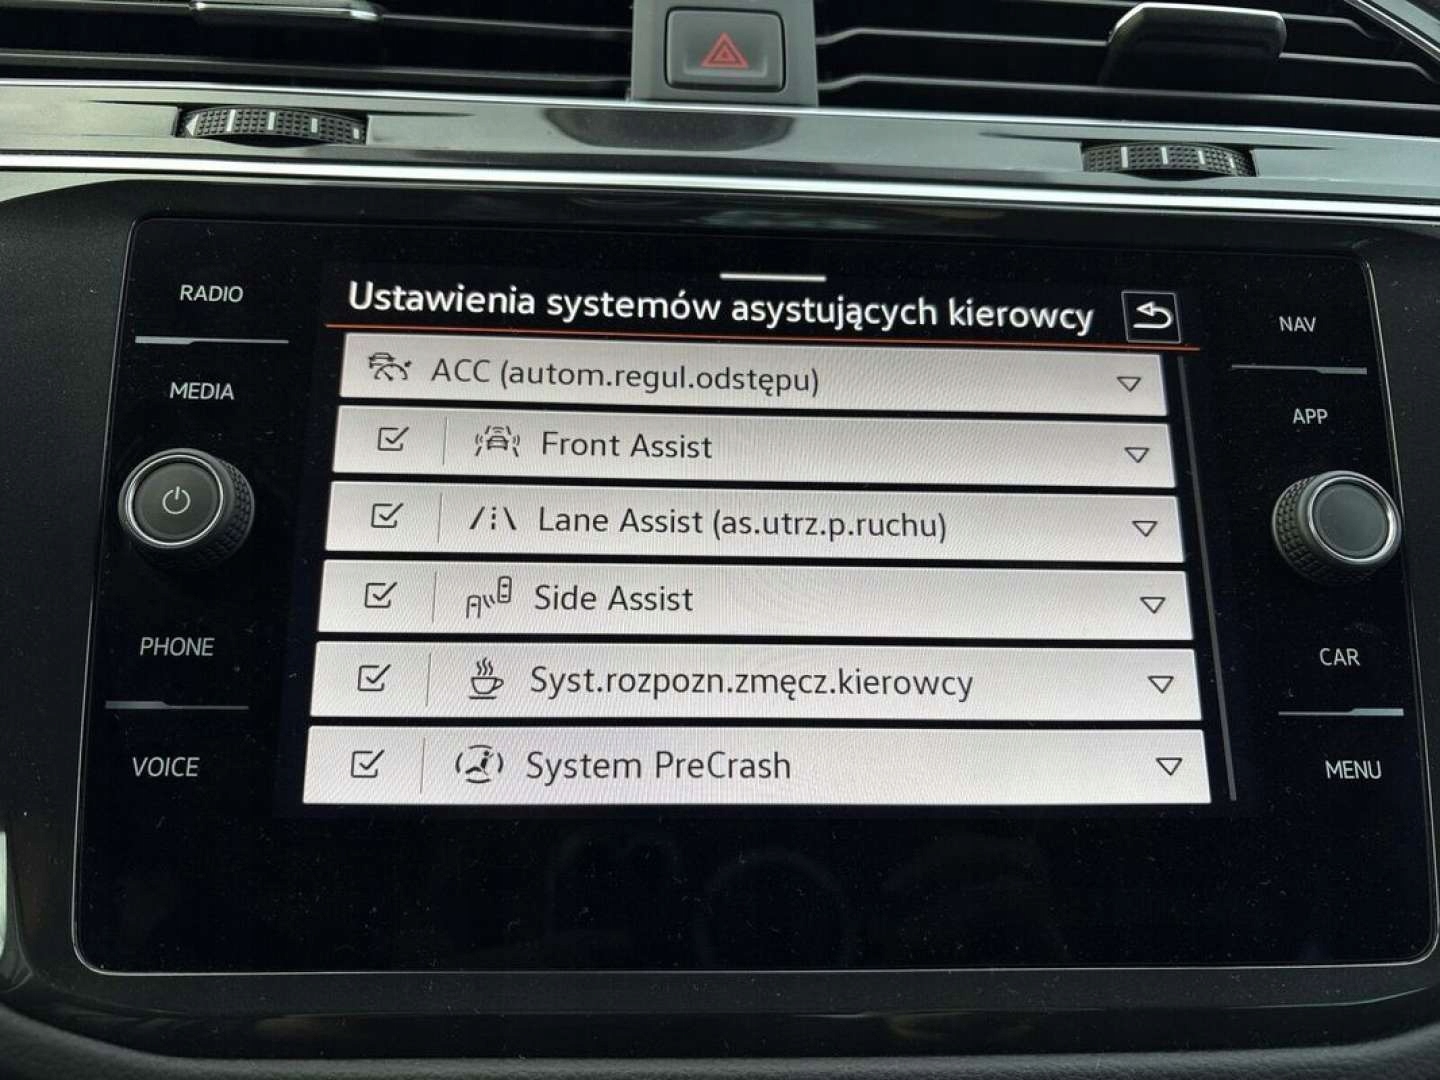 RADIO
MEDIA
PHONE
VOICE
Ustawienia systemów asystujących kierowcy
ACC (autom.regul.odstępu)
Front Assist
Lane Assist (as.utrz.p.ruchu)
Side Assist
Syst.rozpozn.zmęcz.kierowcy
System PreCrash
NAV
APP
CAR
MENU